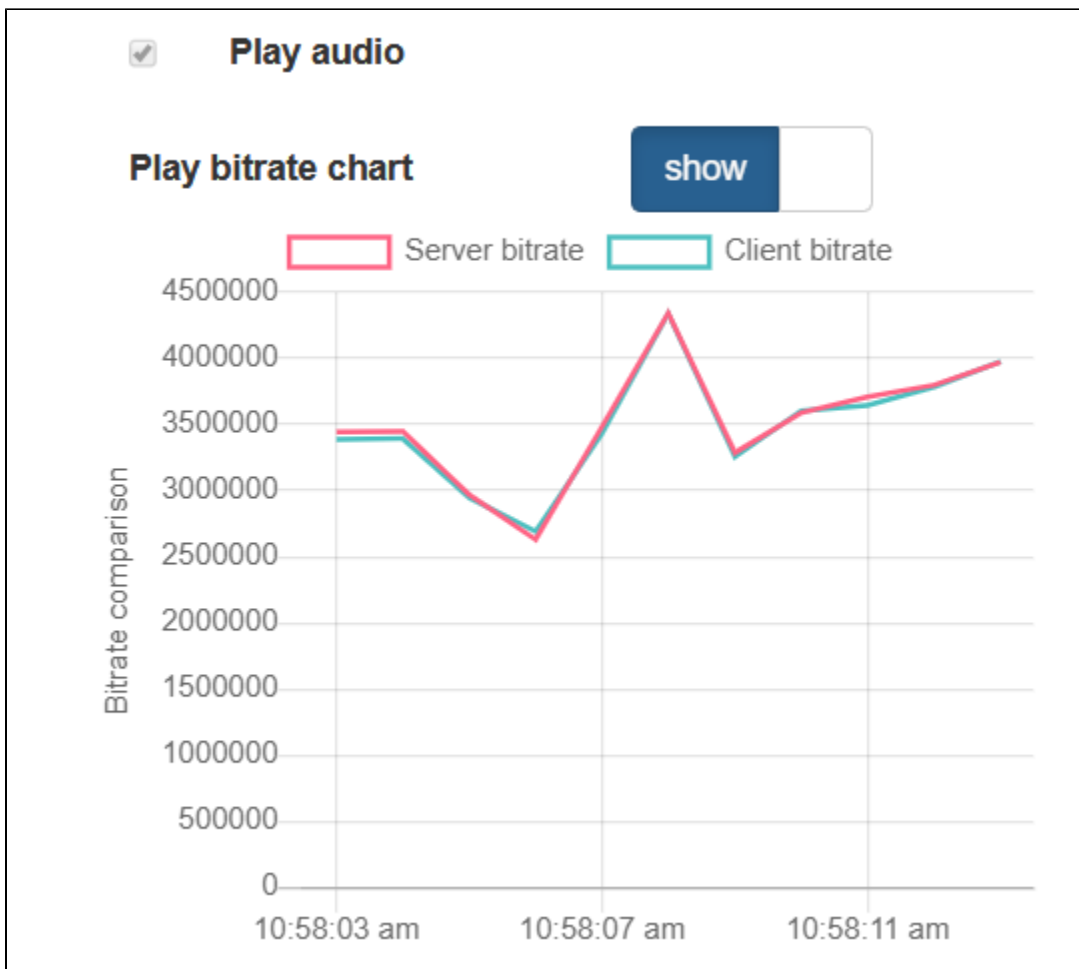 Play audio
Play bitrate chart
show
Server bitrate Client bitrate
4500000
4000000
3500000
3000000
2500000
2000000
1500000
1000000
500000
0
Bitrate comparison
10:58:03 am 10:58:07 am 10:58:11 am